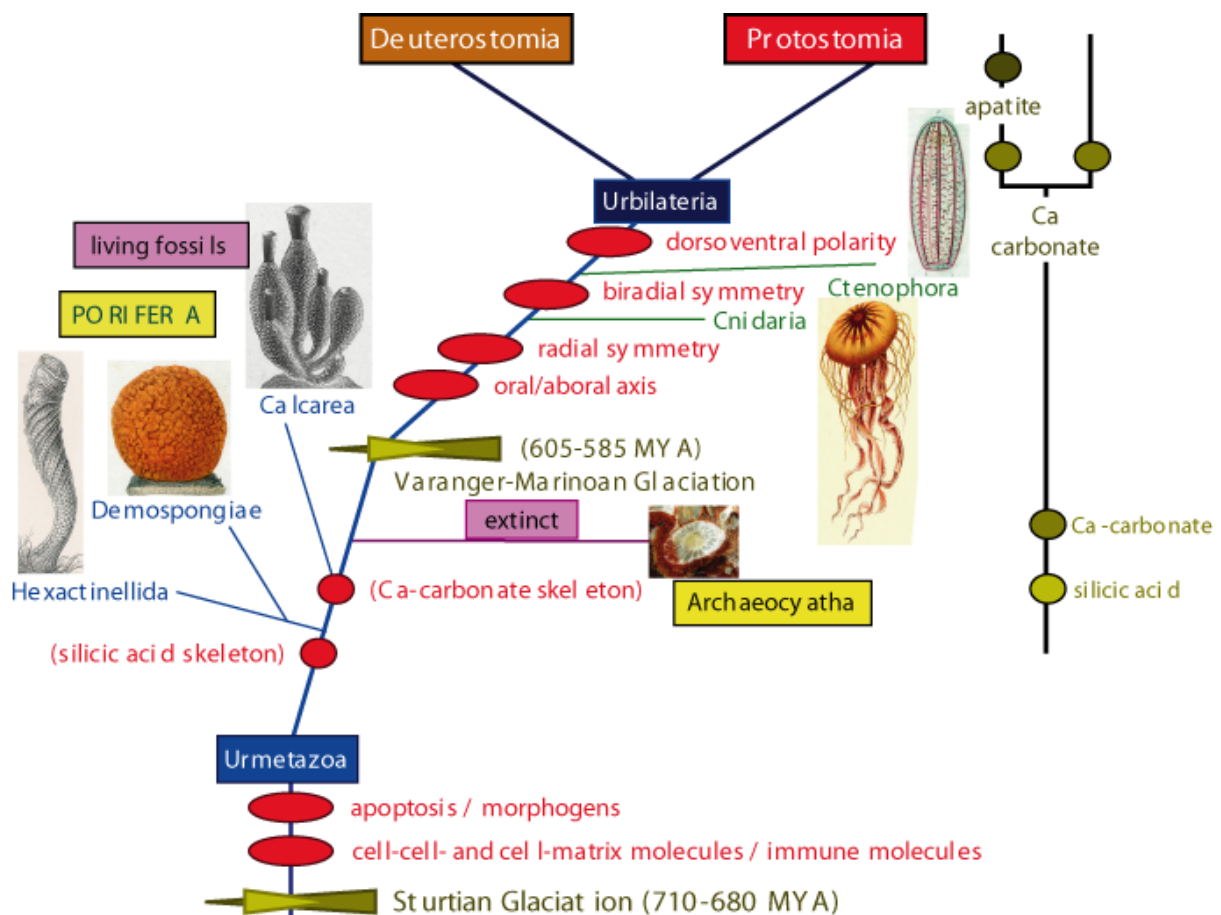 Deuterostomia
Protostomia
apatite
Urbilateria
living fossils
dorsoventral polarity
Ca
carbonate
PORIFERA
biradial symmetry
Ctenophora
Cnidaria
radial symmetry
oral/aboral axis
Calcarea
(605-585 MYA)
Varanger-Marinoan Glaciation
Demospongiae
extinct
Ca-carbonate
Hexactinellida
(Ca-carbonate skeleton)
silicic acid
Archaeocyatha
(silicic acid skeleton)
Urmetazoa
apoptosis / morphogens
cell-cell- and cell-matrix molecules / immune molecules
Sturtian Glaciation (710-680 MYA)